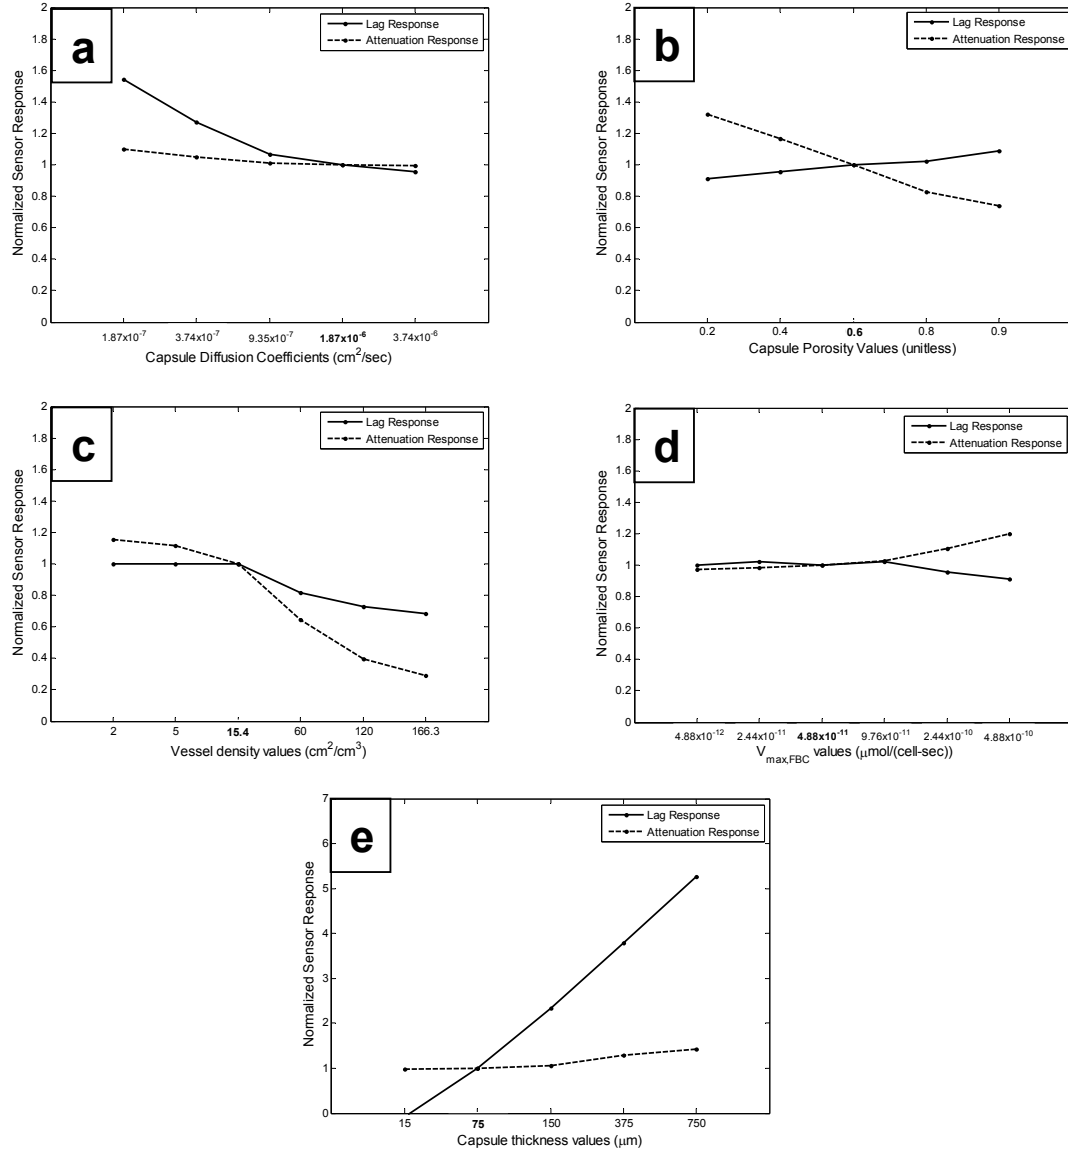 a
Lag Response
Attenuation Response
Normalized Sensor Response
2
1.8
1.6
1.4
1.2
1
0.8
0.6
0.4
0.2
0
1.87x10⁻⁷ 3.74x10⁻⁷ 9.35x10⁻⁷ 1.87x10⁻⁶ 3.74x10⁻⁶
Capsule Diffusion Coefficients (cm²/sec)
b
Lag Response
Attenuation Response
Normalized Sensor Response
2
1.8
1.6
1.4
1.2
1
0.8
0.6
0.4
0.2
0
0.2 0.4 0.6 0.8 0.9
Capsule Porosity Values (unitless)
c
Lag Response
Attenuation Response
Normalized Sensor Response
2
1.8
1.6
1.4
1.2
1
0.8
0.6
0.4
0.2
0
2 5 15.4 60 120 166.3
Vessel density values (cm²/cm³)
d
Lag Response
Attenuation Response
Normalized Sensor Response
2
1.8
1.6
1.4
1.2
1
0.8
0.6
0.4
0.2
0
4.88x10⁻¹² 2.44x10⁻¹¹ 4.88x10⁻¹¹ 9.76x10⁻¹¹ 2.44x10⁻¹⁰ 4.88x10⁻¹⁰
V_max,FBC values (μmol/(cell-sec))
e
Lag Response
Attenuation Response
Normalized Sensor Response
7
6
5
4
3
2
1
0
15 75 150 375 750
Capsule thickness values (μm)